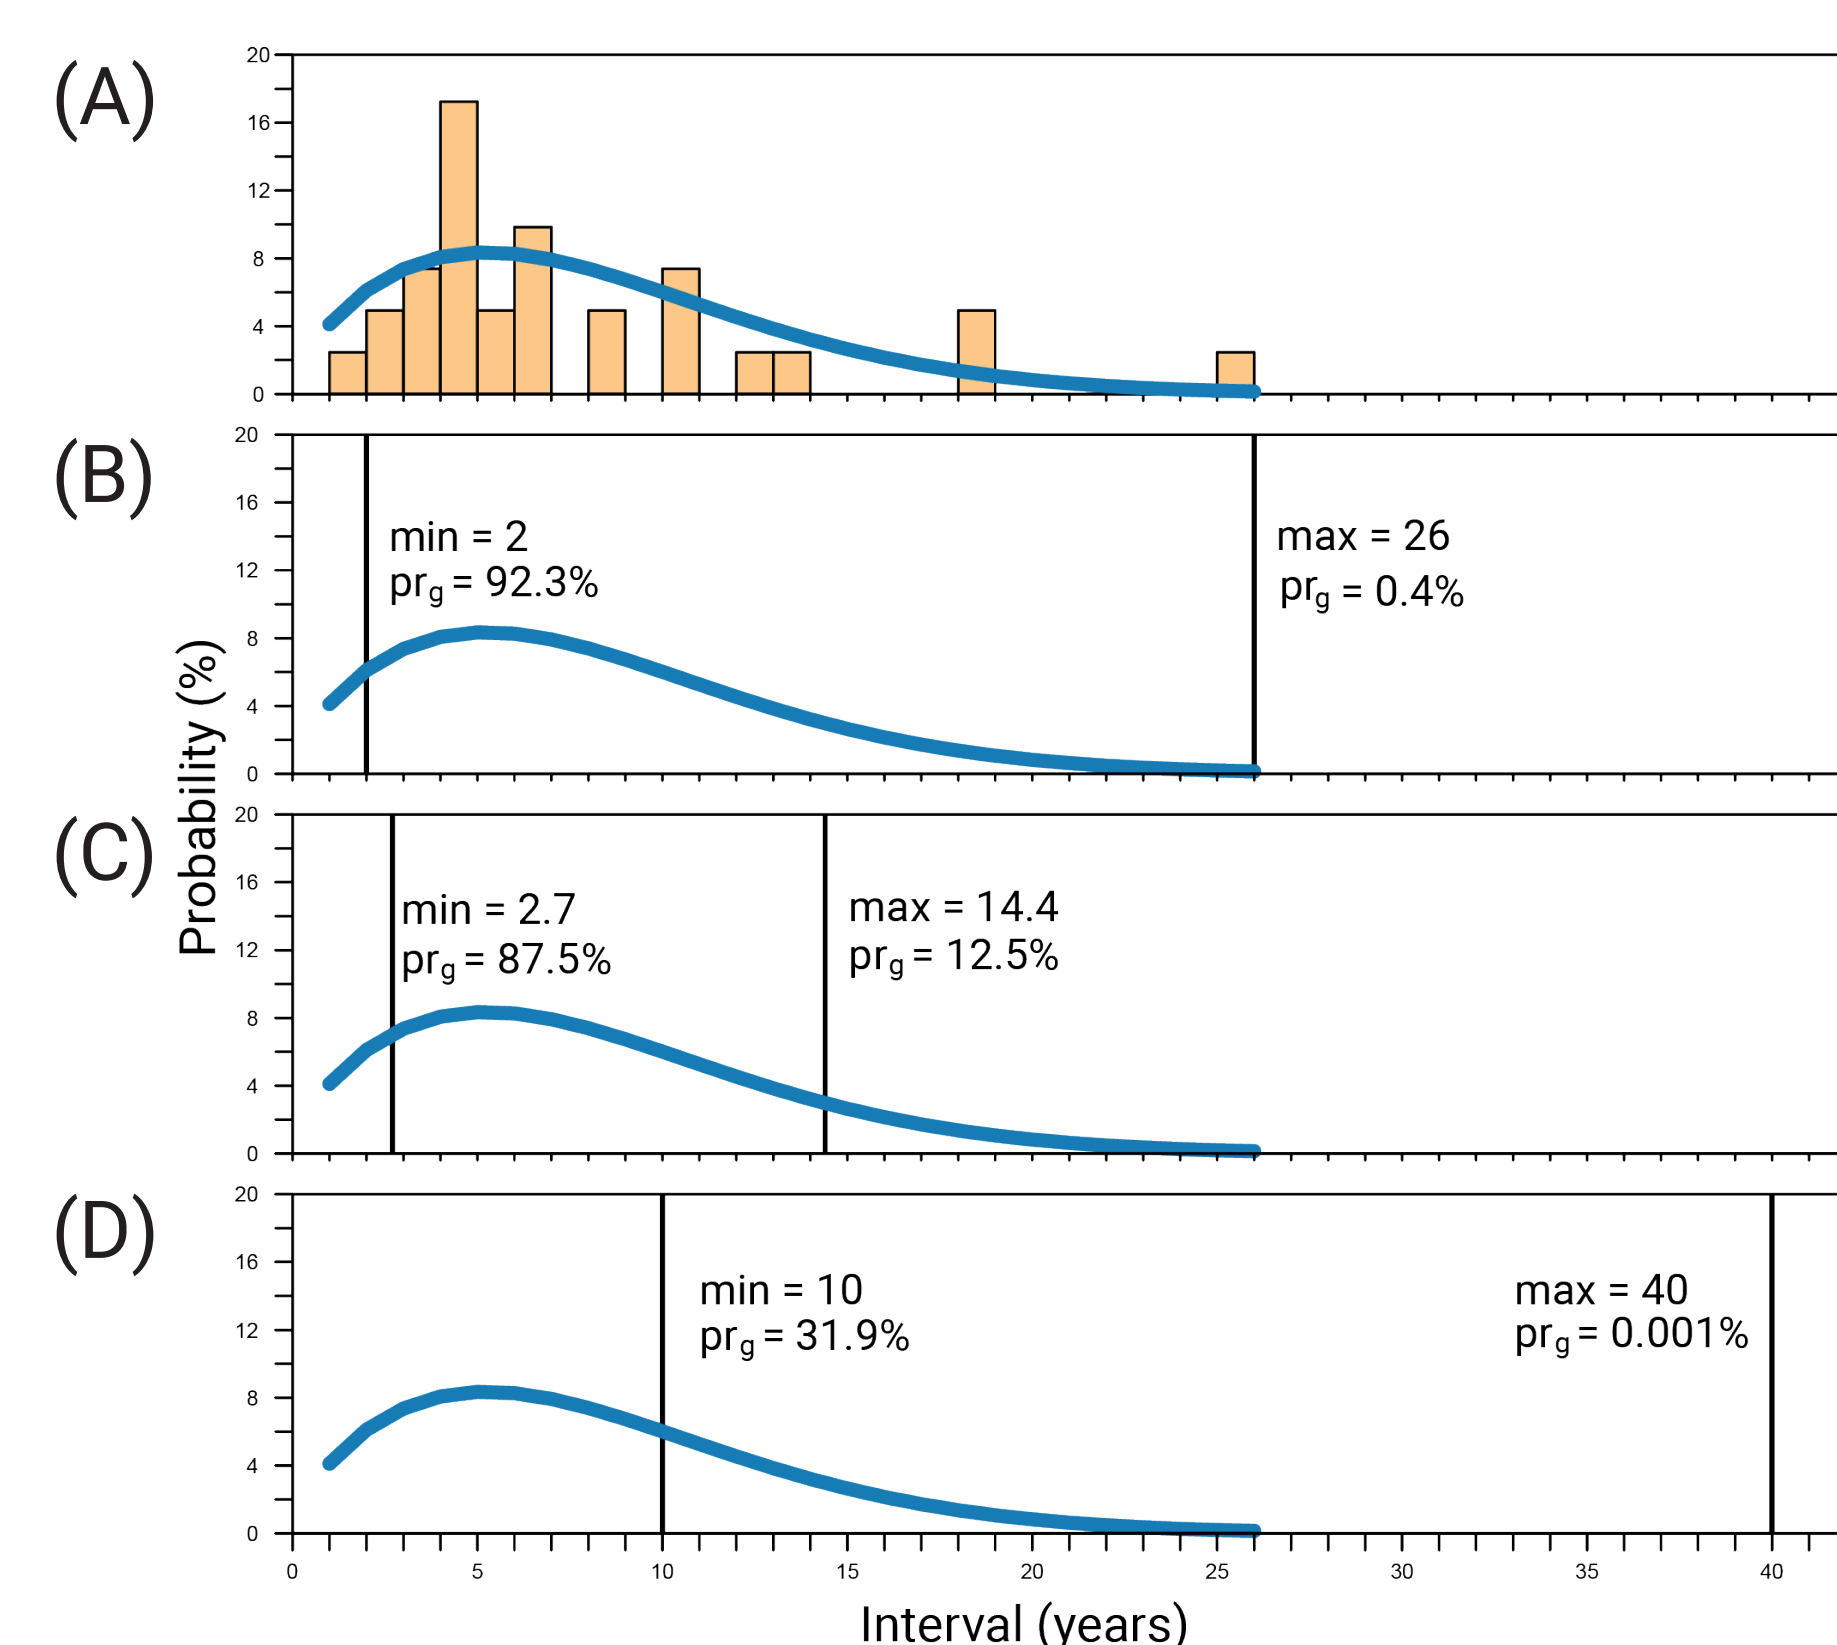 (A)
20
16
12
8
4
0
(B)
20
16
12
8
4
0
min = 2
prg = 92.3%
max = 26
prg = 0.4%
Probability (%)
(C)
20
16
12
8
4
0
min = 2.7
prg = 87.5%
max = 14.4
prg = 12.5%
(D)
20
16
12
8
4
0
min = 10
prg = 31.9%
max = 40
prg = 0.001%
0 5 10 15 20 25 30 35 40
Interval (years)